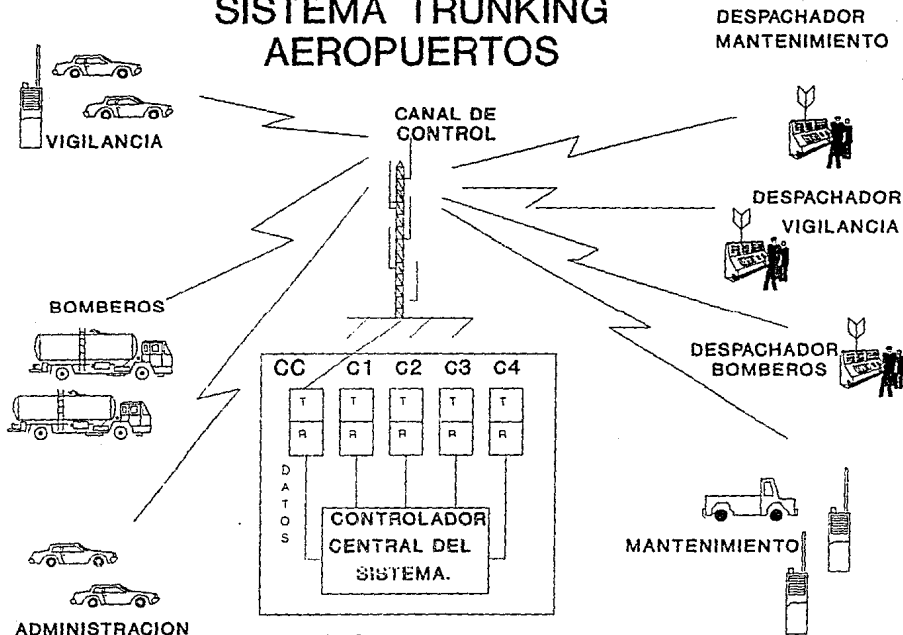 SISTEMA TRUNKING
AEROPUERTOS
DESPACHADOR
MANTENIMIENTO
VIGILANCIA
CANAL DE
CONTROL
DESPACHADOR
VIGILANCIA
BOMBEROS
DESPACHADOR
BOMBEROS
CC C1 C2 C3 C4
T T T T T
R R R R R
DATOS
CONTROLADOR
CENTRAL DEL
SISTEMA.
MANTENIMIENTO
ADMINISTRACION